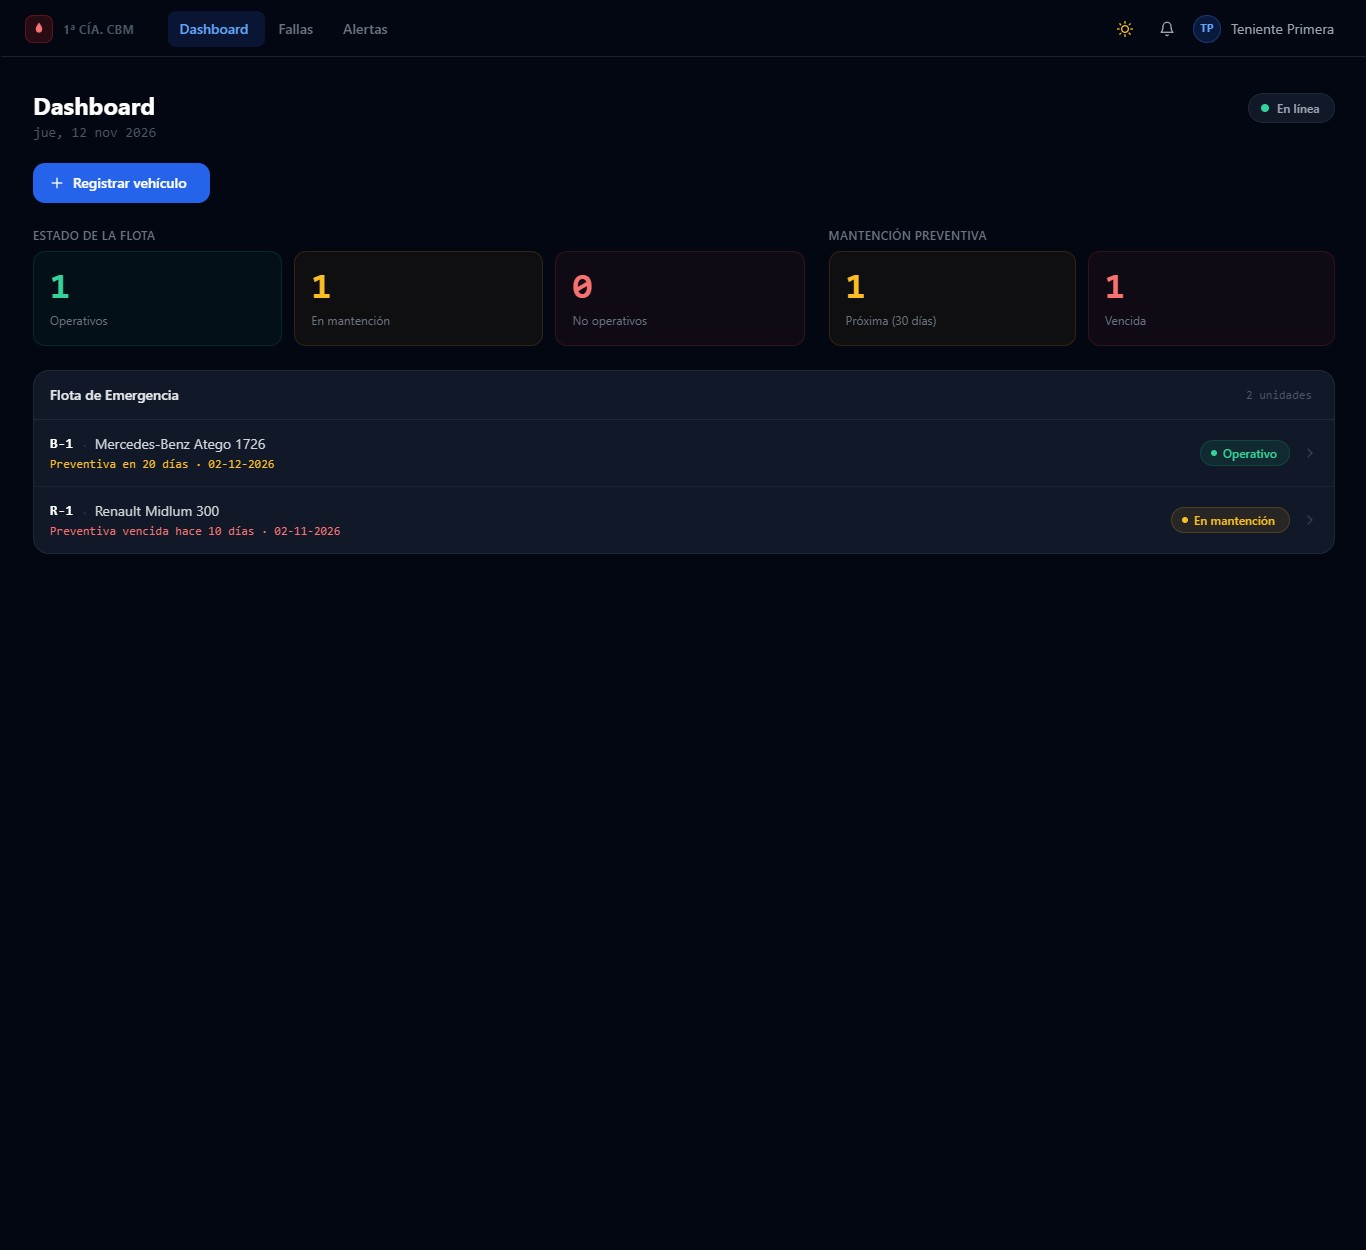 1ª CÍA. CBM
Dashboard
Fallas
Alertas
TP
Teniente Primera
Dashboard
En línea
jue, 12 nov 2026
+ Registrar vehículo
ESTADO DE LA FLOTA
MANTENCIÓN PREVENTIVA
1
Operativos
1
En mantención
0
No operativos
1
Próxima (30 días)
1
Vencida
Flota de Emergencia
2 unidades
B-1 · Mercedes-Benz Atego 1726
Preventiva en 20 días · 02-12-2026
Operativo
R-1 · Renault Midlum 300
Preventiva vencida hace 10 días · 02-11-2026
En mantención